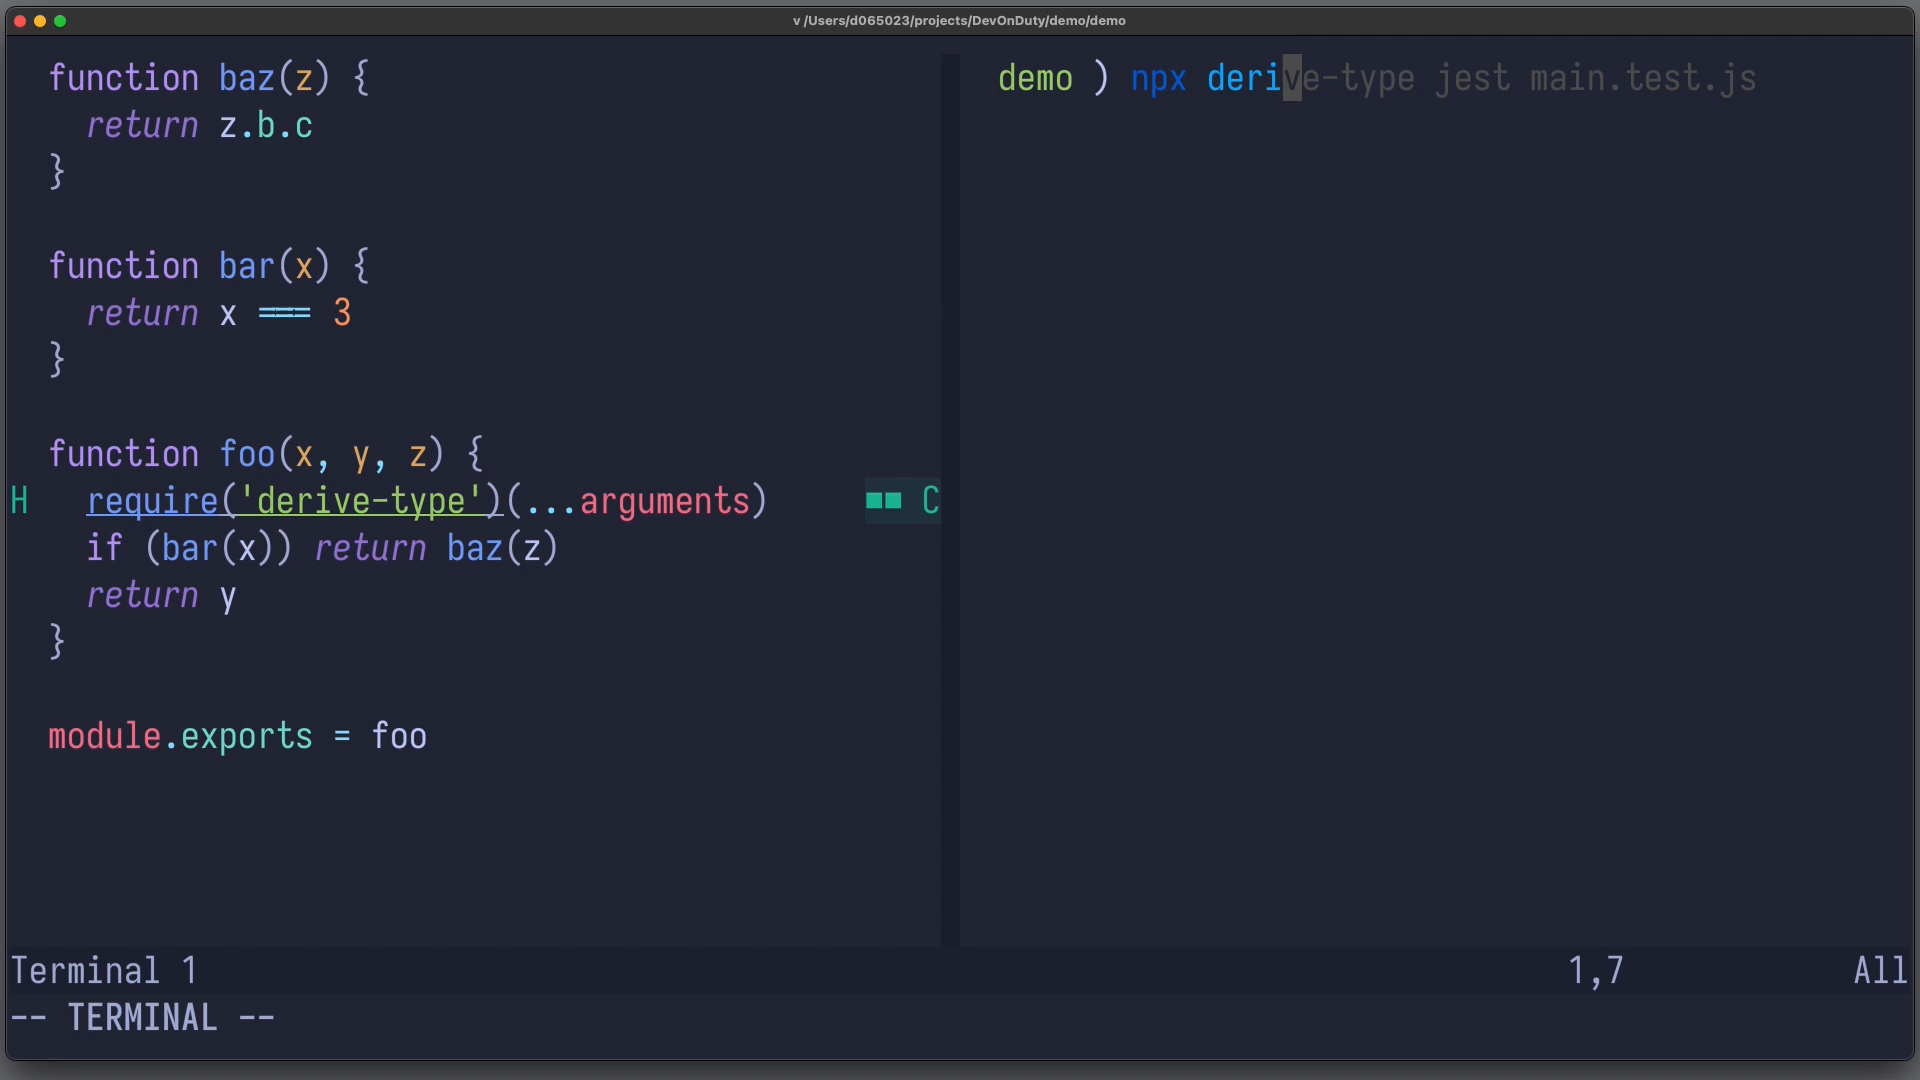 v /Users/d065023/projects/DevOnDuty/demo/demo
function baz(z) {
return z.b.c
}
function bar(x) {
return x === 3
}
function foo(x, y, z) {
H require('derive-type')(...arguments) ■■ C
if (bar(x)) return baz(z)
return y
}
module.exports = foo
demo ) npx derive-type jest main.test.js
Terminal 1 1,7 All
-- TERMINAL --